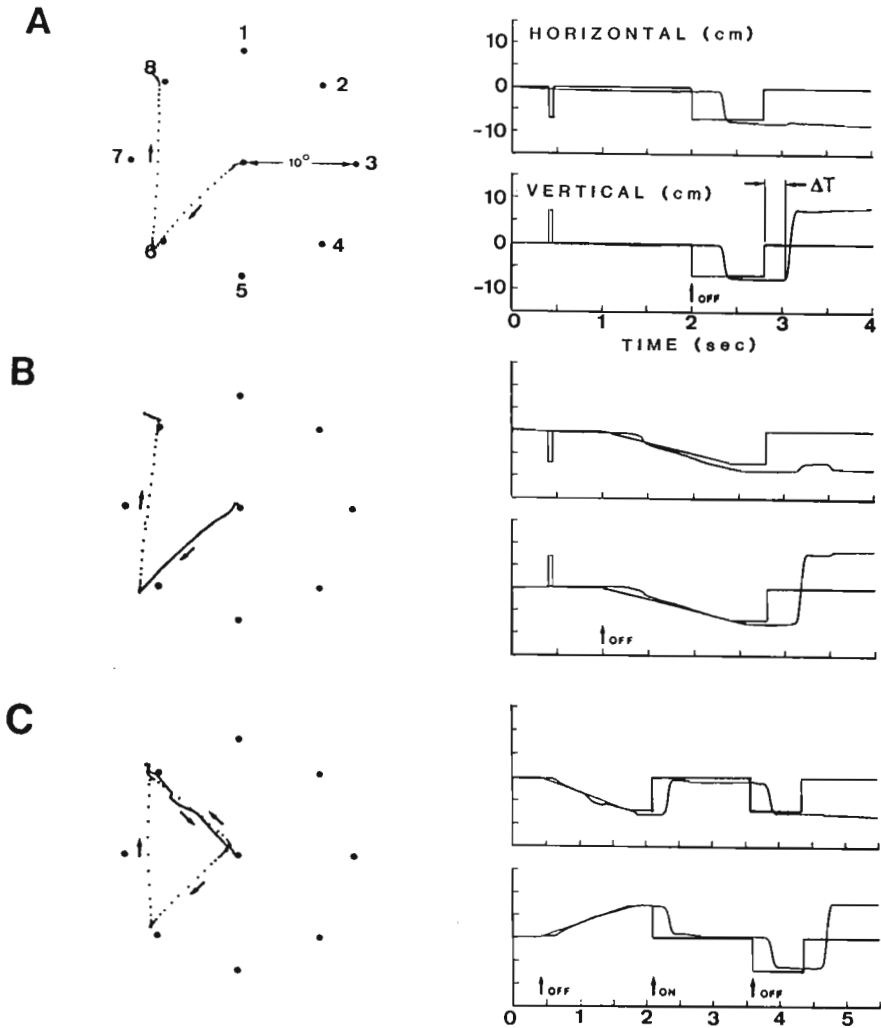 A
1
2
3
4
5
6
7
8
10°
HORIZONTAL (cm)
10
0
-10
VERTICAL (cm)
ΔT
10
0
-10
OFF
0 1 2 3 4
TIME (sec)
B
OFF
C
OFF ON OFF
0 1 2 3 4 5